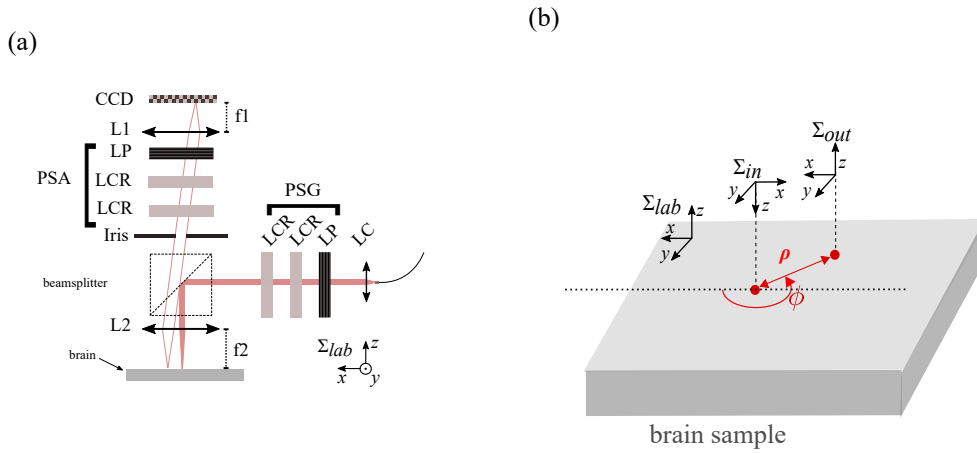 (a)
CCD
f1
L1
LP
PSA
LCR
LCR
Iris
PSG
LCR
LCR
LP
LC
beamsplitter
L2
f2
brain
Σlab
z
x
y
(b)
Σout
x
z
y
Σin
y
x
z
Σlab
z
x
y
ρ
ϕ
brain sample